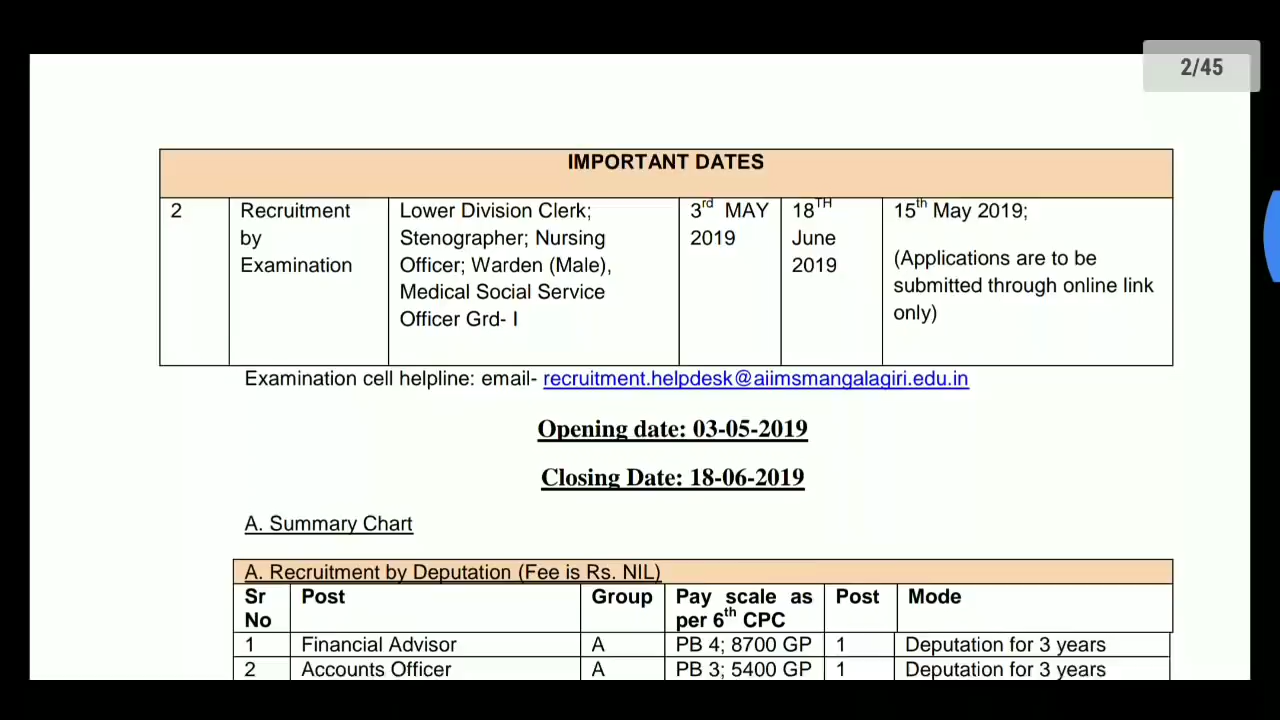 2/45
IMPORTANT DATES
2 Recruitment by Examination Lower Division Clerk; Stenographer; Nursing Officer; Warden (Male), Medical Social Service Officer Grd- I 3rd MAY 2019 18TH June 2019 15th May 2019; (Applications are to be submitted through online link only)
Examination cell helpline: email- recruitment.helpdesk@aiimsmangalagiri.edu.in
Opening date: 03-05-2019
Closing Date: 18-06-2019
A. Summary Chart
A. Recruitment by Deputation (Fee is Rs. NIL)
Sr No Post Group Pay scale as per 6th CPC Post Mode
1 Financial Advisor A PB 4; 8700 GP 1 Deputation for 3 years
2 Accounts Officer A PB 3; 5400 GP 1 Deputation for 3 years